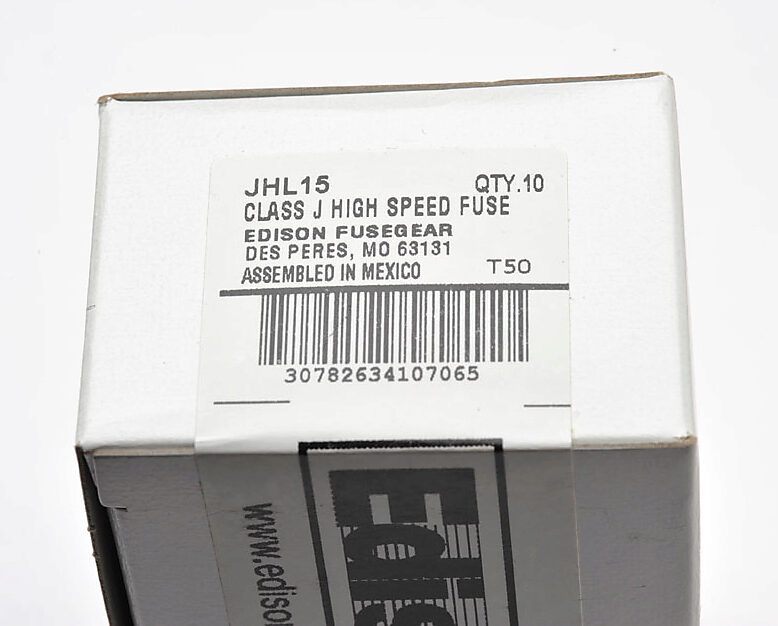 JHL15 QTY.10
CLASS J HIGH SPEED FUSE
EDISON FUSEGEAR
DES PERES, MO 63131
ASSEMBLED IN MEXICO T50
30782634107065